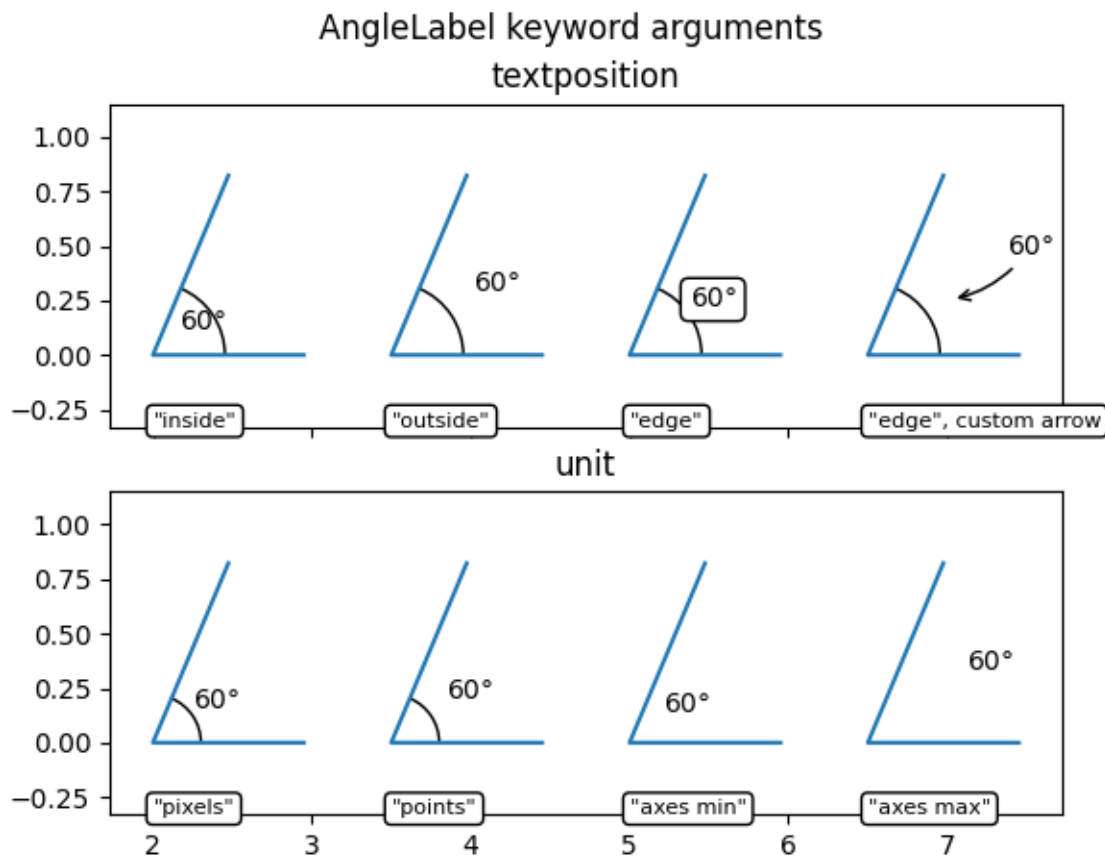 AngleLabel keyword arguments
textposition
1.00
0.75
0.50
0.25
0.00
−0.25
60°
60°
60°
60°
"inside"
"outside"
"edge"
"edge", custom arrow
unit
1.00
0.75
0.50
0.25
0.00
−0.25
60°
60°
60°
60°
"pixels"
"points"
"axes min"
"axes max"
2 3 4 5 6 7